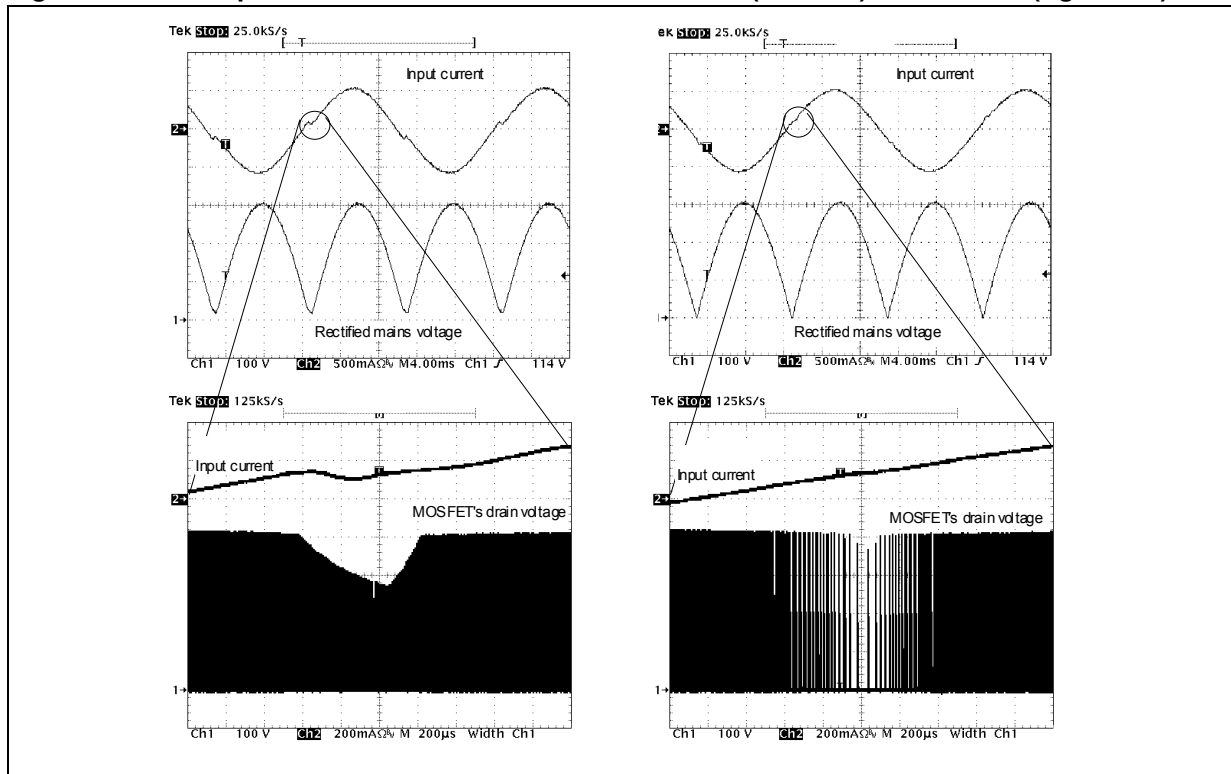 Tek Stop: 25.0kS/s
[ T ]
Input current
2→
T
T
1→
Rectified mains voltage
Ch1 100 V Ch2 500mAΩ M4.00ms Ch1 114 V
ek Stop: 25.0kS/s
[ T ]
Input current
T
T
1→
Rectified mains voltage
Ch1 100 V Ch2 500mAΩ M4.00ms Ch1 114 V
Tek Stop: 125kS/s
Input current
T
2→
MOSFET's drain voltage
1→
Ch1 100 V Ch2 200mAΩ M 200µs Width Ch1
Tek Stop: 125kS/s
Input current
T
2→
MOSFET's drain voltage
1→
Ch1 100 V Ch2 200mAΩ M 200µs Width Ch1